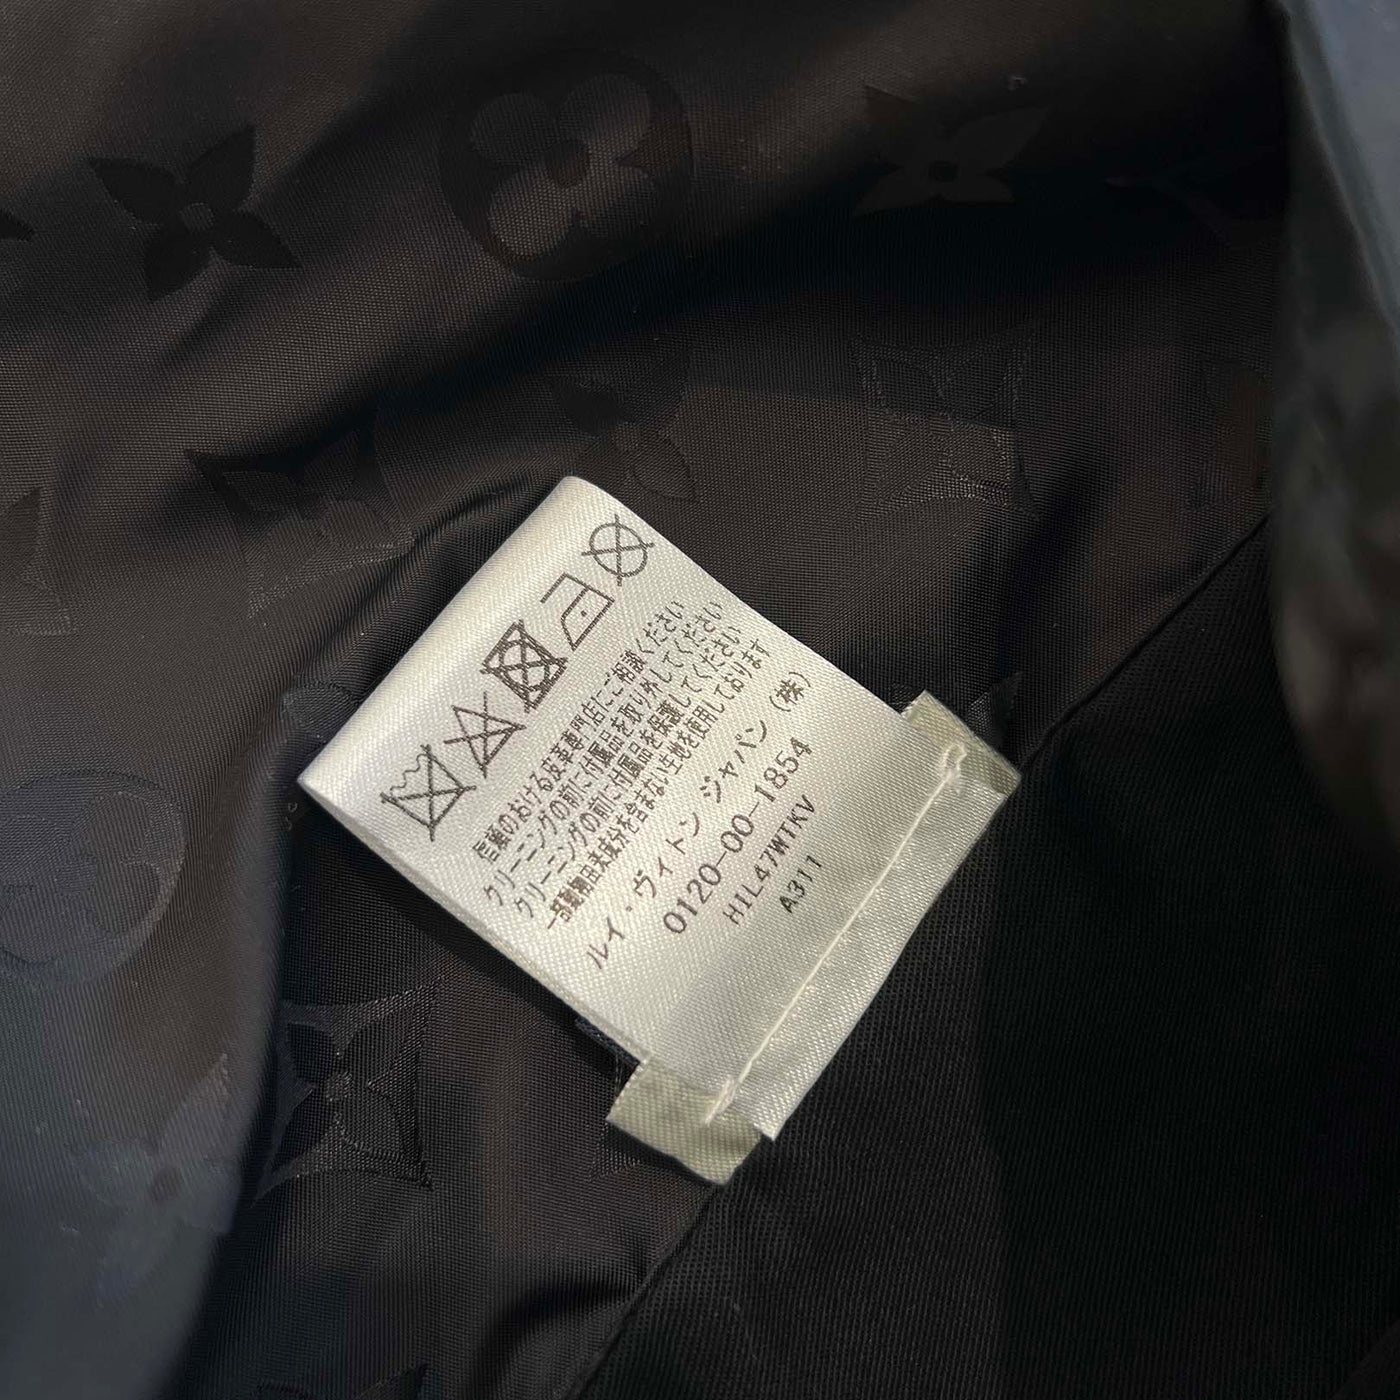 信頼のおける皮革専門店にご相談ください
クリーニングの前に付属品を取り外してください
クリーニングの前に付属品を保護してください
一部動物由来成分を含まない生地を使用しております
ルイ・ヴィトン ジャパン（株）
0120-00-1854
H1L47WTKV
A311